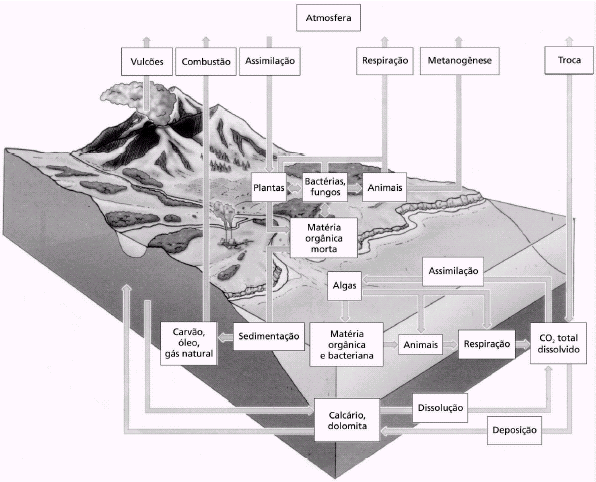 Atmosfera
Vulcões
Combustão
Assimilação
Respiração
Metanogênese
Troca
Plantas
Bactérias,
fungos
Animais
Matéria
orgânica
morta
Assimilação
Algas
Carvão,
óleo,
gás natural
Sedimentação
Matéria
orgânica
e bacteriana
Animais
Respiração
CO₂ total
dissolvido
Calcário,
dolomita
Dissolução
Deposição